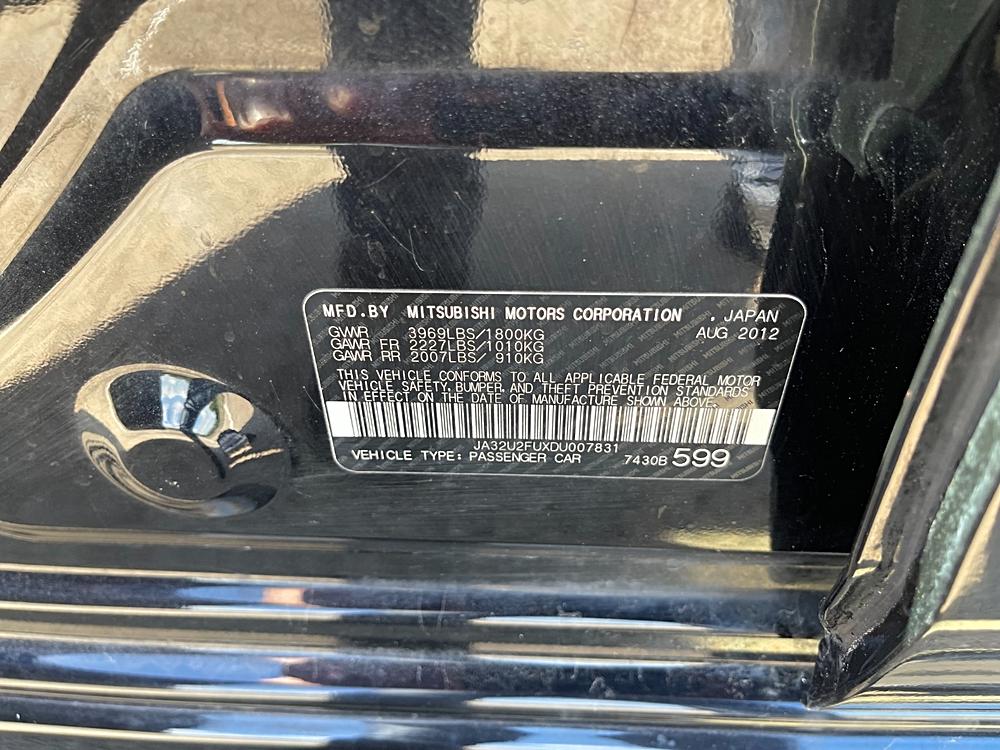 MFD.BY MITSUBISHI MOTORS CORPORATION . JAPAN
GVWR 3969LBS/1800KG AUG 2012
GAWR FR 2227LBS/1010KG
GAWR RR 2007LBS/ 910KG
THIS VEHICLE CONFORMS TO ALL APPLICABLE FEDERAL MOTOR
VEHICLE SAFETY, BUMPER, AND THEFT PREVENTION STANDARDS
IN EFFECT ON THE DATE OF MANUFACTURE SHOWN ABOVE.
JA32U2FUXDU007831
VEHICLE TYPE: PASSENGER CAR 7430B 599